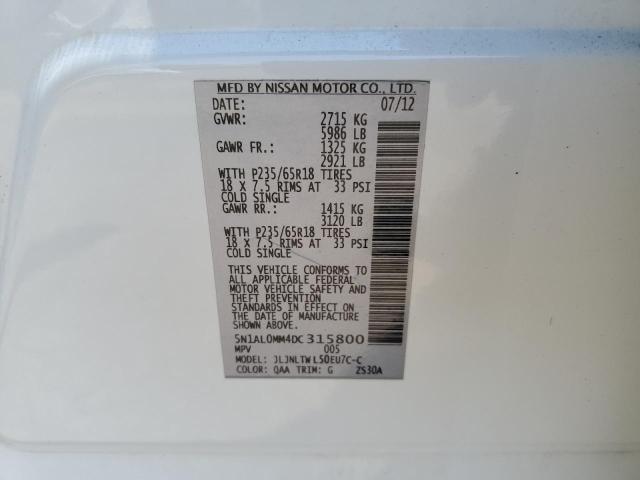 MFD BY NISSAN MOTOR CO., LTD.
DATE: 07/12
GVWR: 2715 KG
5986 LB
GAWR FR.: 1325 KG
2921 LB
WITH P235/65R18 TIRES
18 X 7.5 RIMS AT 33 PSI
COLD SINGLE
GAWR RR.: 1415 KG
3120 LB
WITH P235/65R18 TIRES
18 X 7.5 RIMS AT 33 PSI
COLD SINGLE
THIS VEHICLE CONFORMS TO
ALL APPLICABLE FEDERAL
MOTOR VEHICLE SAFETY AND
THEFT PREVENTION
STANDARDS IN EFFECT ON
THE DATE OF MANUFACTURE
SHOWN ABOVE.
5N1AL0MM4DC315800
MPV 005
MODEL: JLJNLTWL50EU7C-C
COLOR: QAA TRIM: G ZS30A